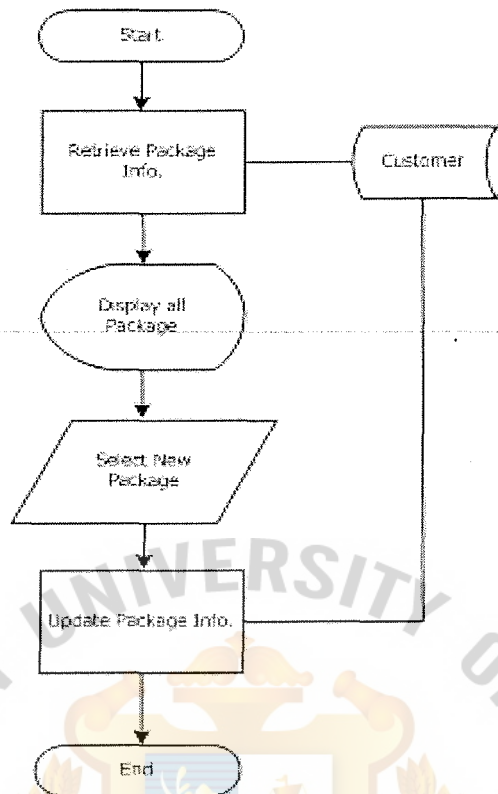 Start
Retrieve Package
Info.
Customer
Display all
Package
Select New
Package
Update Package Info.
End
UNIVERSITY O